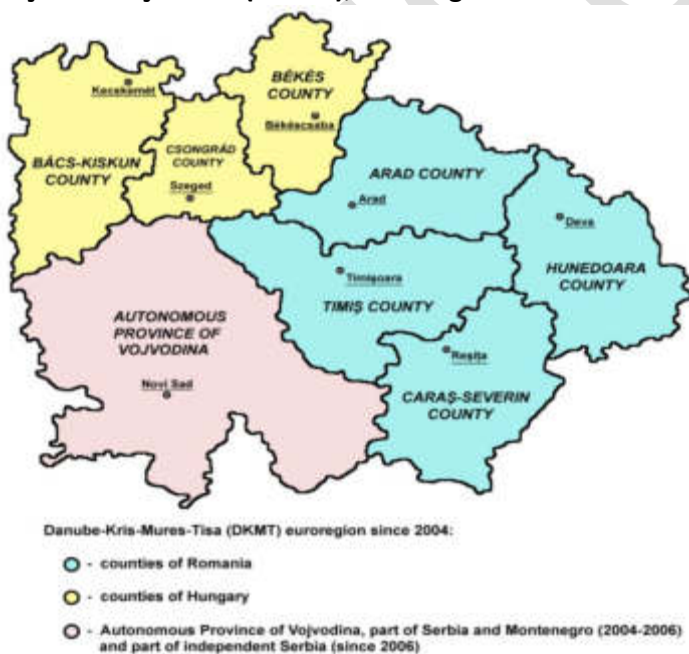 Kecskemét
BÉKÉS
COUNTY
Békéscsaba
BÁCS-KISKUN
COUNTY
CSONGRÁD
COUNTY
Szeged
ARAD COUNTY
Arad
Deva
HUNEDOARA
COUNTY
Timişoara
TIMIŞ COUNTY
AUTONOMOUS
PROVINCE OF
VOJVODINA
Novi Sad
Reşiţa
CARAŞ-SEVERIN
COUNTY
Danube-Kris-Mures-Tisa (DKMT) euroregion since 2004:
- counties of Romania
- counties of Hungary
- Autonomous Province of Vojvodina, part of Serbia and Montenegro (2004-2006)
and part of independent Serbia (since 2006)